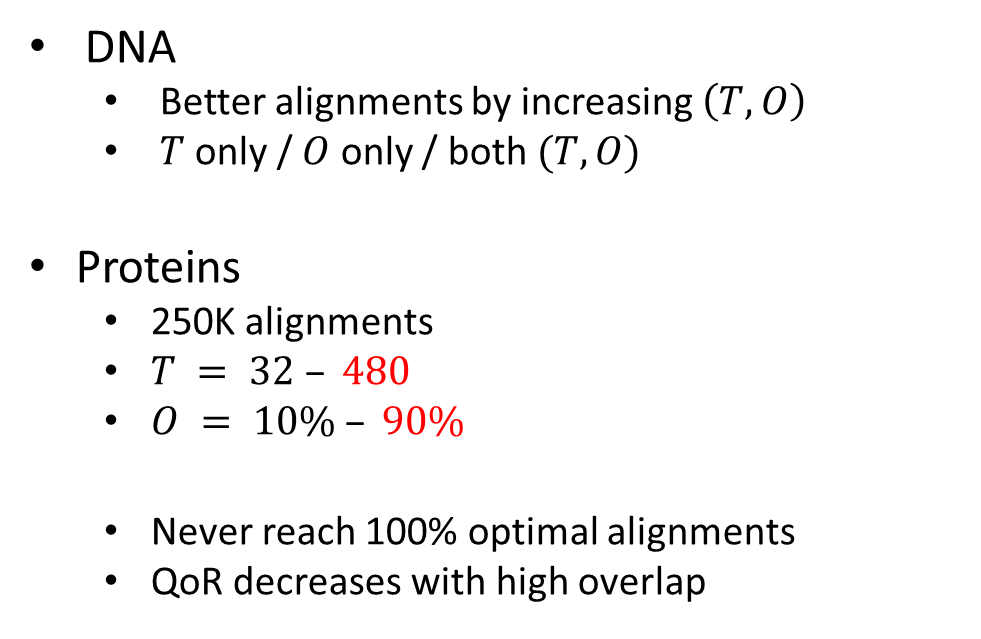 • DNA
• Better alignments by increasing (T, O)
• T only / O only / both (T, O)
• Proteins
• 250K alignments
• T = 32 – 480
• O = 10% – 90%
• Never reach 100% optimal alignments
• QoR decreases with high overlap